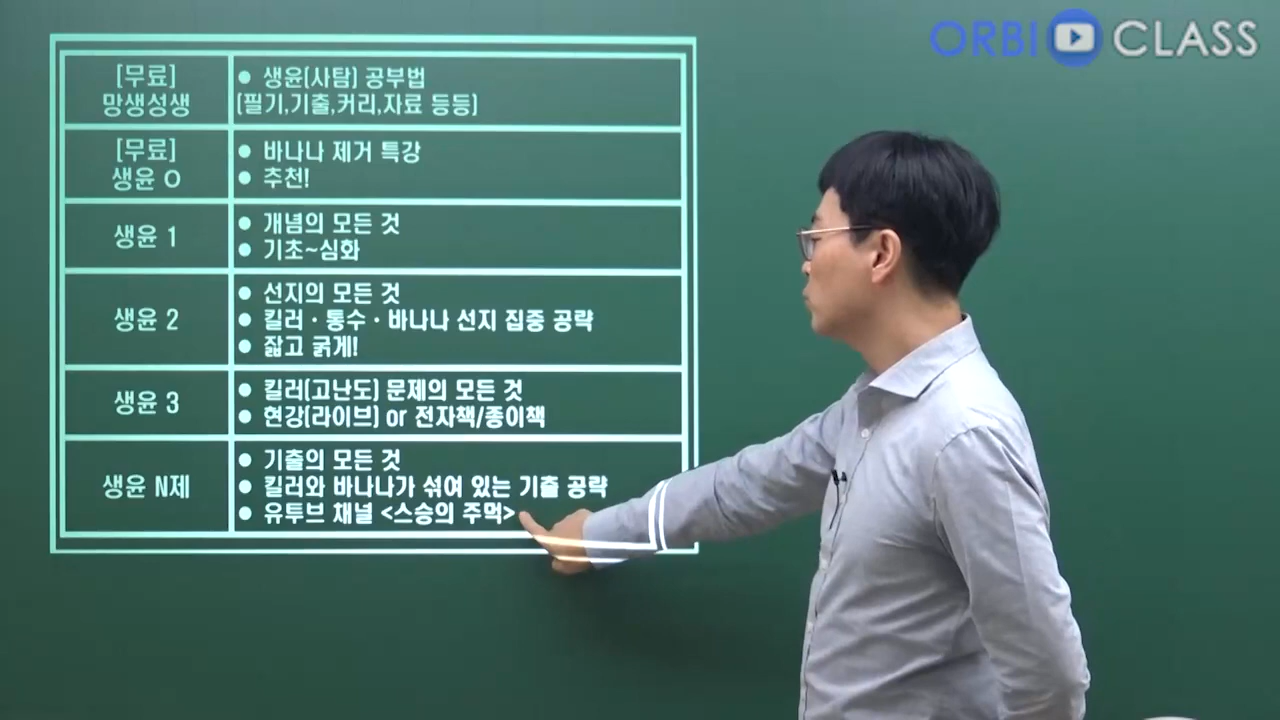 ORBI CLASS
[무료]
망생성생
● 생윤(사탐) 공부법
(필기,기출,커리,자료 등등)
[무료]
생윤 0
● 바나나 제거 특강
● 추천!
생윤 1
● 개념의 모든 것
● 기초~심화
생윤 2
● 선지의 모든 것
● 킬러·통수·바나나 선지 집중 공략
● 잛고 굵게!
생윤 3
● 킬러(고난도) 문제의 모든 것
● 현강(라이브) or 전자책/종이책
생윤 N제
● 기출의 모든 것
● 킬러와 바나나가 섞여 있는 기출 공략
● 유투브 채널 <스승의 주먹>